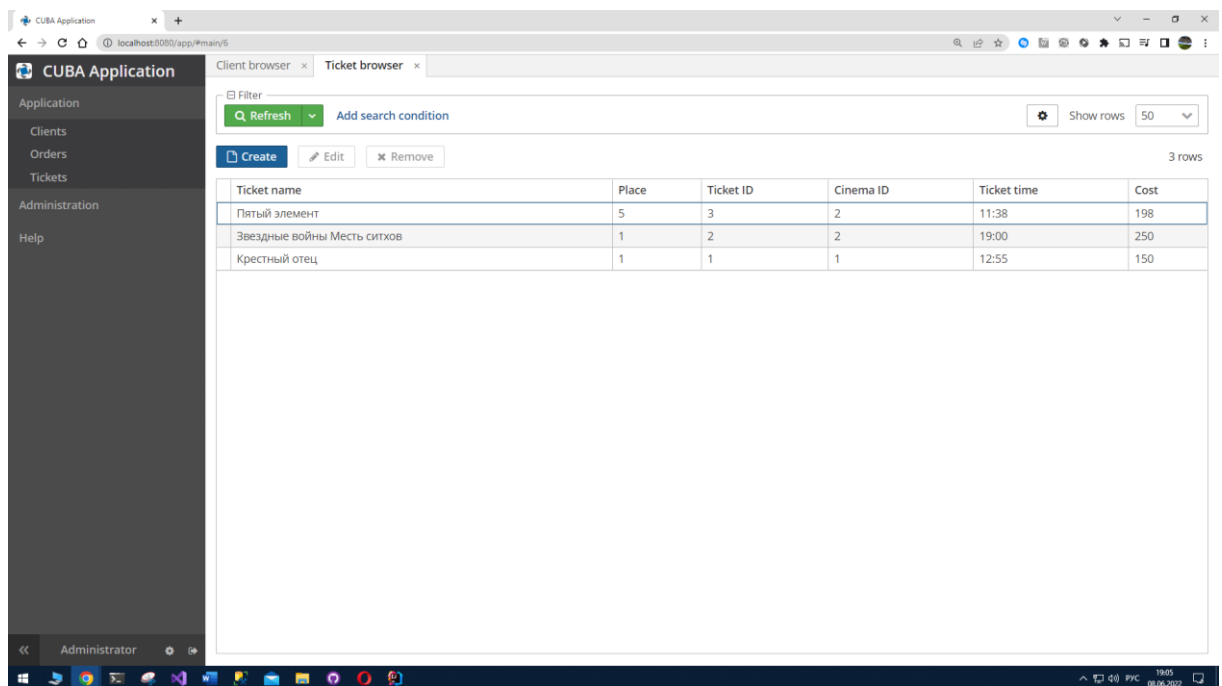 CUBA Application
localhost:8080/app/#main/6
CUBA Application
Client browser Ticket browser
Application
Clients
Orders
Tickets
Administration
Help
Filter
Refresh Add search condition Show rows 50
Create Edit Remove 3 rows
Ticket name Place Ticket ID Cinema ID Ticket time Cost
Пятый элемент 5 3 2 11:38 198
Звездные войны Месть ситхов 1 2 2 19:00 250
Крестный отец 1 1 1 12:55 150
Administrator
РУС 19:05
08.06.2022